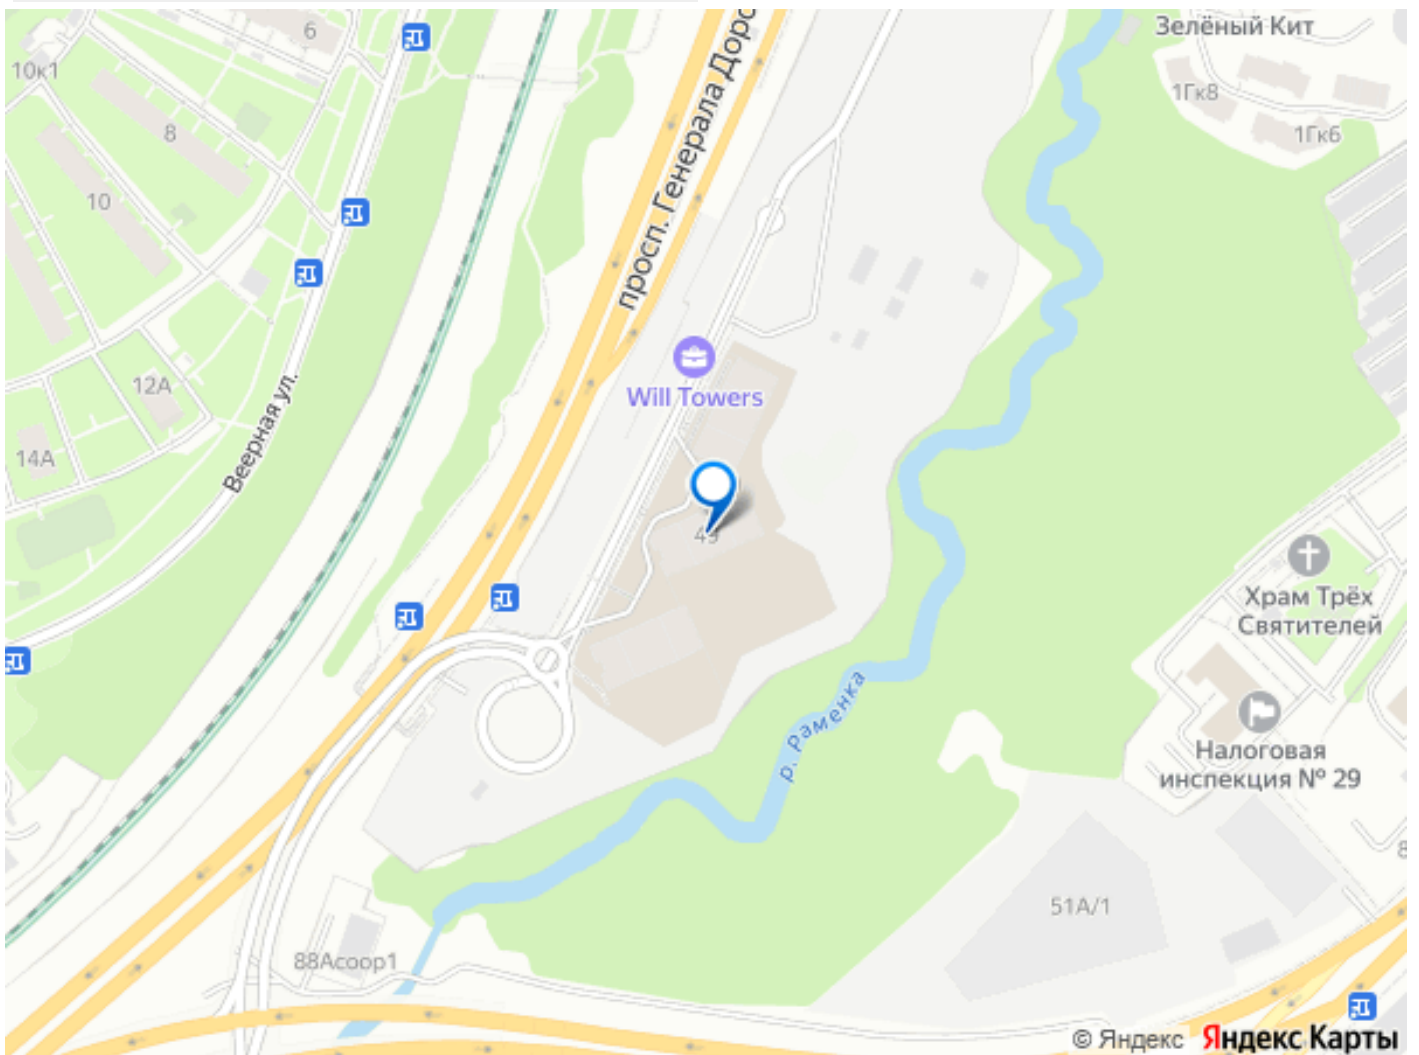 Зелёный Кит
6
10к1
просп. Генерала Доро
1Гк8
8
1Гк6
10
Will Towers
12А
Веерная ул.
14А
Храм Трёх
Святителей
р. раменка
Налоговая
инспекция № 29
51А/1
88Асоор1
© Яндекс Яндекс Карты